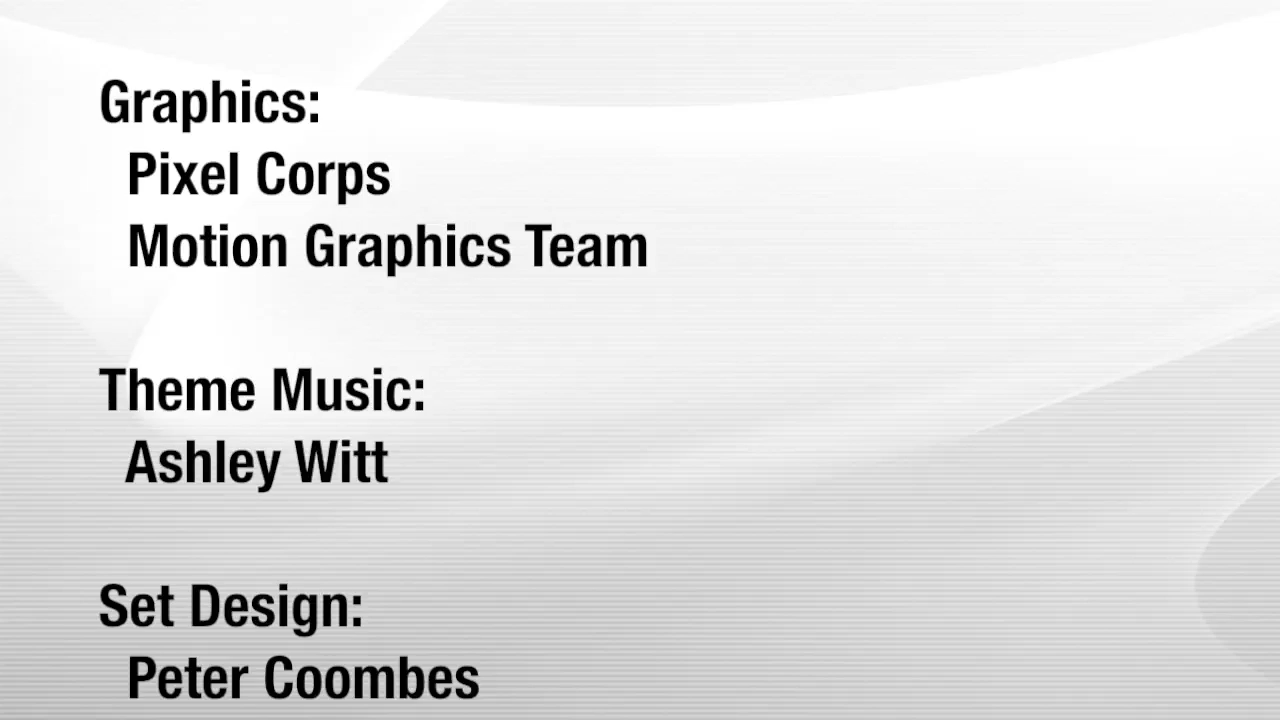 Graphics:
Pixel Corps
Motion Graphics Team
Theme Music:
Ashley Witt
Set Design:
Peter Coombes